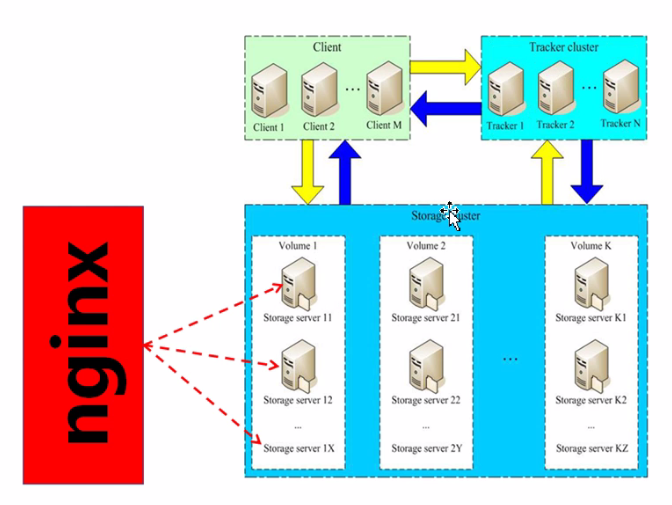 Client
Client 1
Client 2
...
Client M
Tracker cluster
Tracker 1
Tracker 2
...
Tracker N
nginx
Volume 1
Storage server 11
Storage server 12
...
Storage server 1X
Volume 2
Storage server 21
Storage server 22
...
Storage server 2Y
...
Volume K
Storage server K1
Storage server K2
...
Storage server KZ